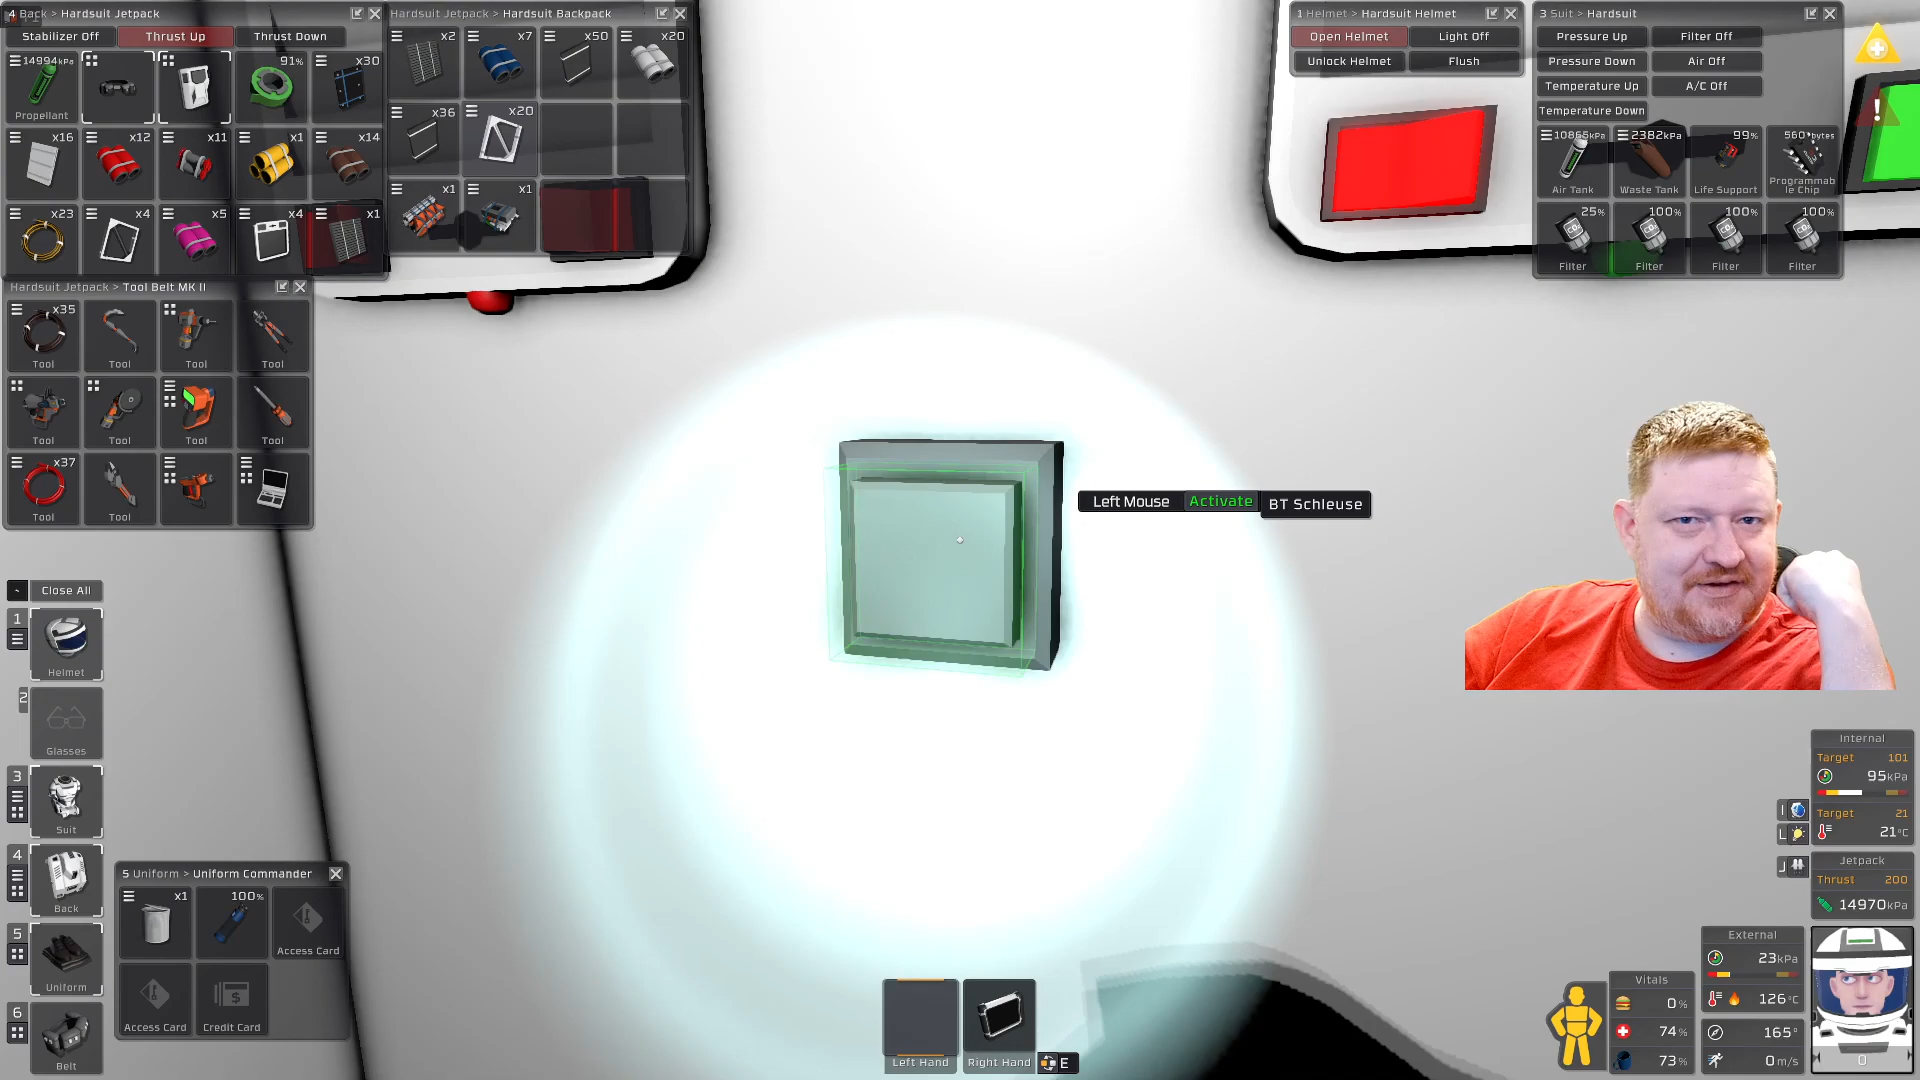 4 Back > Hardsuit Jetpack
Stabilizer Off Thrust Up Thrust Down
14994kPa 91% x30
Propellant
x16 x12 x11 x1 x14
x23 x4 x5 x4 x1
Hardsuit Jetpack > Hardsuit Backpack
x2 x7 x50 x20
x36 x20
x1 x1
Hardsuit Jetpack > Tool Belt MK II
x35
Tool Tool Tool Tool
Tool Tool Tool Tool
x37
Tool Tool
1 Helmet > Hardsuit Helmet
Open Helmet Light Off
Unlock Helmet Flush
3 Suit > Hardsuit
Pressure Up Filter Off
Pressure Down Air Off
Temperature Up A/C Off
Temperature Down
10865kPa 2382kPa 99% 560 bytes
Air Tank Waste Tank Life Support Programmab
le Chip
25% 100% 100% 100%
Filter Filter Filter Filter
Left Mouse Activate BT Schleuse
~ Close All
1
Helmet
2
Glasses
3
Suit
4
Back
5
Uniform
6
Belt
5 Uniform > Uniform Commander
x1 100%
Access Card
Access Card Credit Card
Left Hand Right Hand E
Internal
Target 101
95kPa
Target 21
21°C
I
L
Jetpack
J
Thrust 200
14970kPa
External
23kPa
126°C
165°
0m/s
Vitals
0%
74%
73%
0